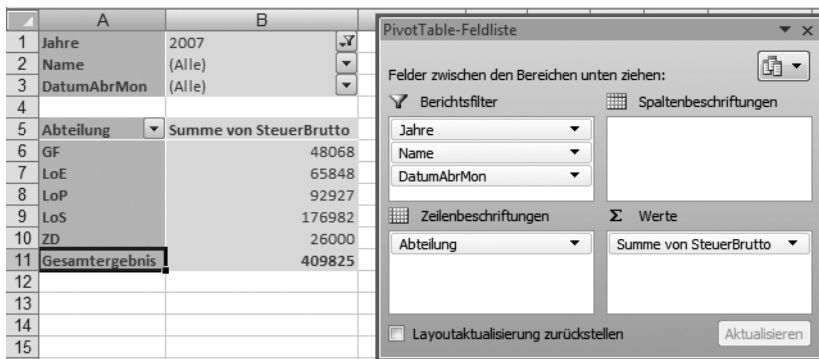 A B
1 Jahre 2007
2 Name (Alle)
3 DatumAbrMon (Alle)
4
5 Abteilung Summe von SteuerBrutto
6 GF 48068
7 LoE 65848
8 LoP 92927
9 LoS 176982
10 ZD 26000
11 Gesamtergebnis 409825
12
13
14
15
PivotTable-Feldliste
Felder zwischen den Bereichen unten ziehen:
Berichtsfilter Spaltenbeschriftungen
Jahre
Name
DatumAbrMon
Zeilenbeschriftungen Σ Werte
Abteilung Summe von SteuerBrutto
Layoutaktualisierung zurückstellen Aktualisieren